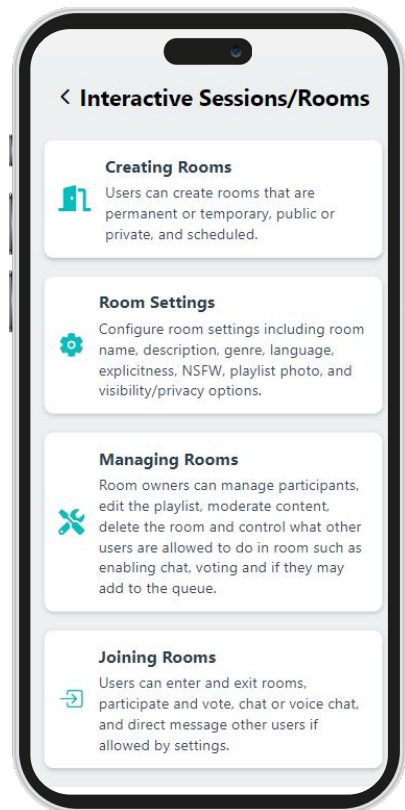 Interactive Sessions/Rooms
Creating Rooms
Users can create rooms that are
permanent or temporary, public or
private, and scheduled.
Room Settings
Configure room settings including room
name, description, genre, language,
explicitness, NSFW, playlist photo, and
visibility/privacy options.
Managing Rooms
Room owners can manage participants,
edit the playlist, moderate content,
delete the room and control what other
users are allowed to do in room such as
enabling chat, voting and if they may
add to the queue.
Joining Rooms
Users can enter and exit rooms,
participate and vote, chat or voice chat,
and direct message other users if
allowed by settings.